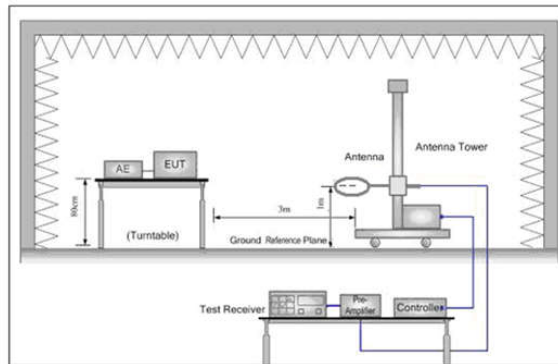 AE
EUT
80cm
(Turntable)
3m
1m
Ground Reference Plane
Antenna
Antenna Tower
Test Receiver
Pre-
Amplifier
Controller